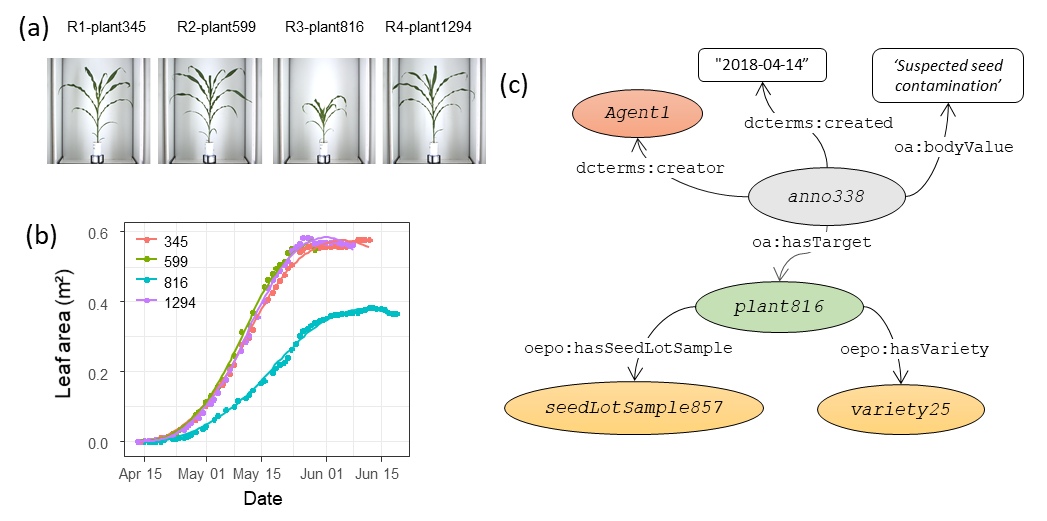 (a)
R1-plant345 R2-plant599 R3-plant816 R4-plant1294
(b)
Leaf area (m²)
0.6
0.4
0.2
0.0
345
599
816
1294
Apr 15 May 01 May 15 Jun 01 Jun 15
Date
(c)
"2018-04-14”
‘Suspected seed
contamination’
Agent1
dcterms:created
oa:bodyValue
dcterms:creator
anno338
oa:hasTarget
plant816
oepo:hasSeedLotSample
oepo:hasVariety
seedLotSample857
variety25